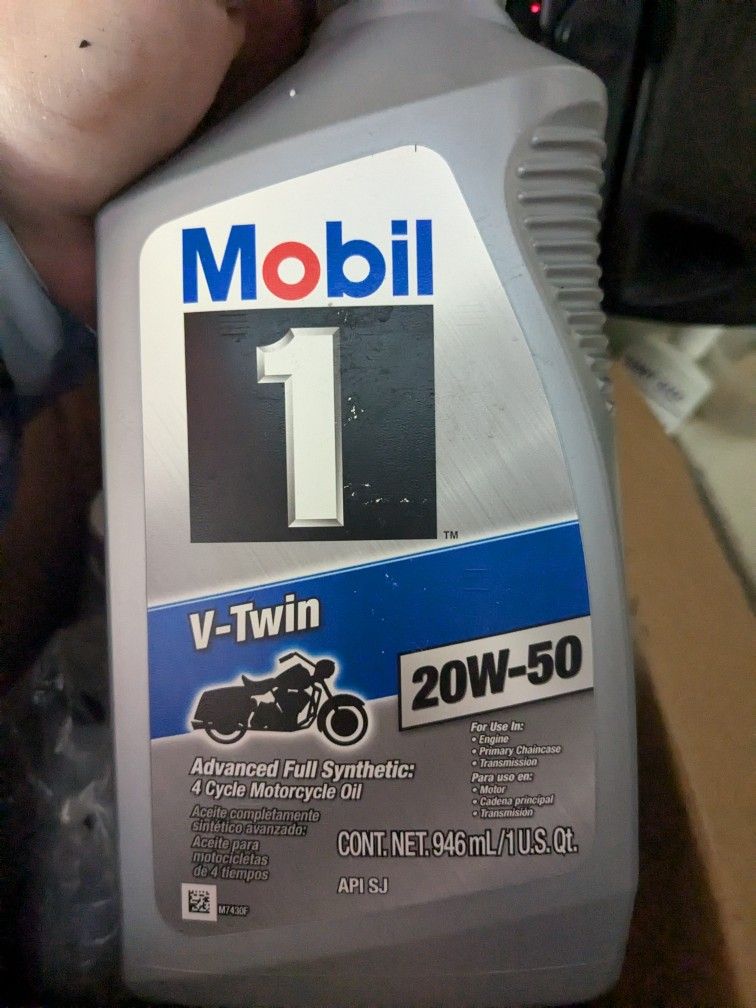 Mobil
1
TM
V-Twin
20W-50
For Use In:
• Engine
• Primary Chaincase
• Transmission
Para uso en:
• Motor
• Cadena principal
• Transmisión
Advanced Full Synthetic:
4 Cycle Motorcycle Oil
Aceite completamente
sintético avanzado:
Aceite para
motocicletas
de 4 tiempos
CONT. NET. 946 mL/1 U.S. Qt.
API SJ
M7430F